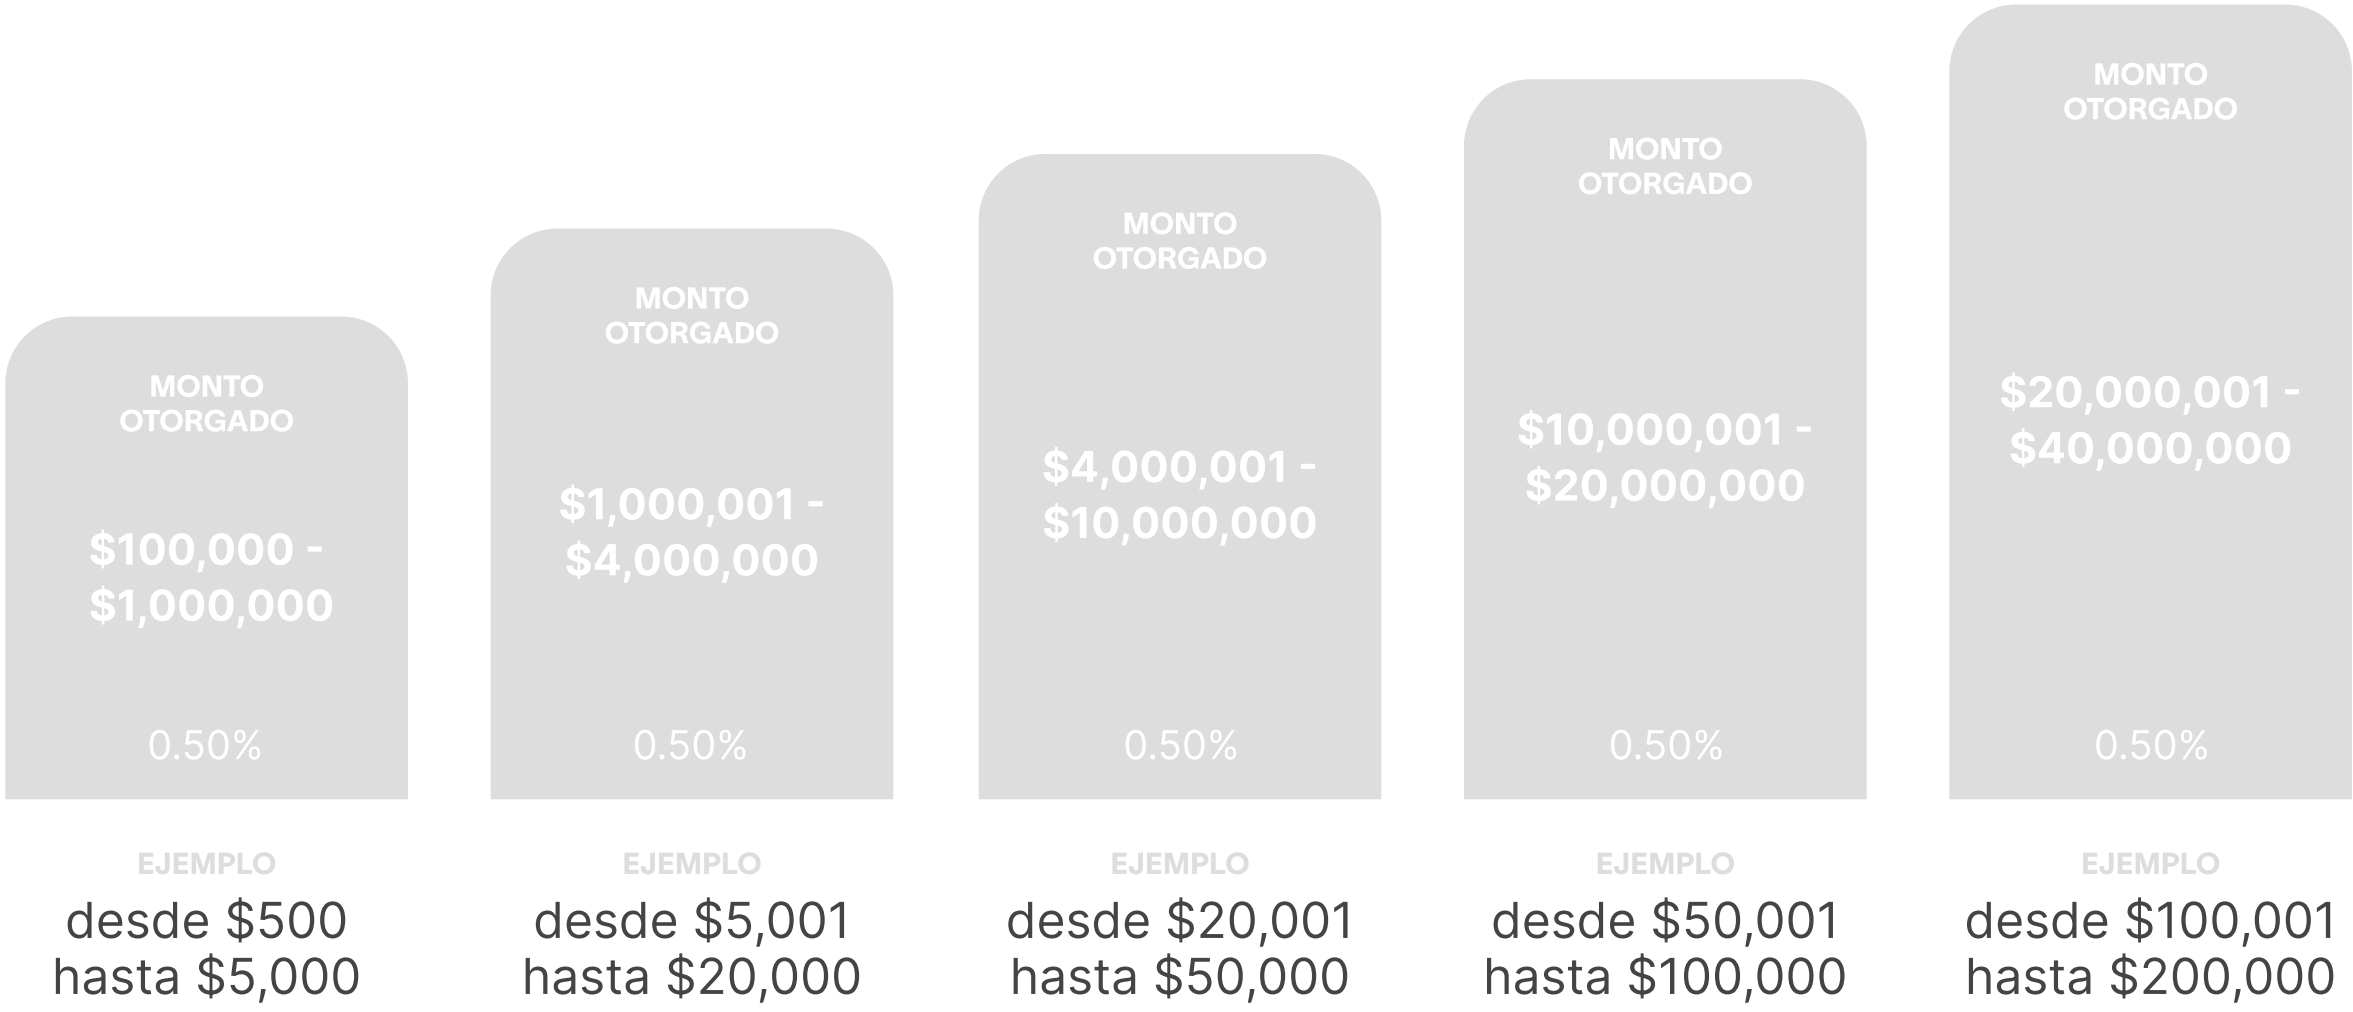 MONTO
OTORGADO
$100,000 -
$1,000,000
0.50%
EJEMPLO
desde $500
hasta $5,000
MONTO
OTORGADO
$1,000,001 -
$4,000,000
0.50%
EJEMPLO
desde $5,001
hasta $20,000
MONTO
OTORGADO
$4,000,001 -
$10,000,000
0.50%
EJEMPLO
desde $20,001
hasta $50,000
MONTO
OTORGADO
$10,000,001 -
$20,000,000
0.50%
EJEMPLO
desde $50,001
hasta $100,000
MONTO
OTORGADO
$20,000,001 -
$40,000,000
0.50%
EJEMPLO
desde $100,001
hasta $200,000